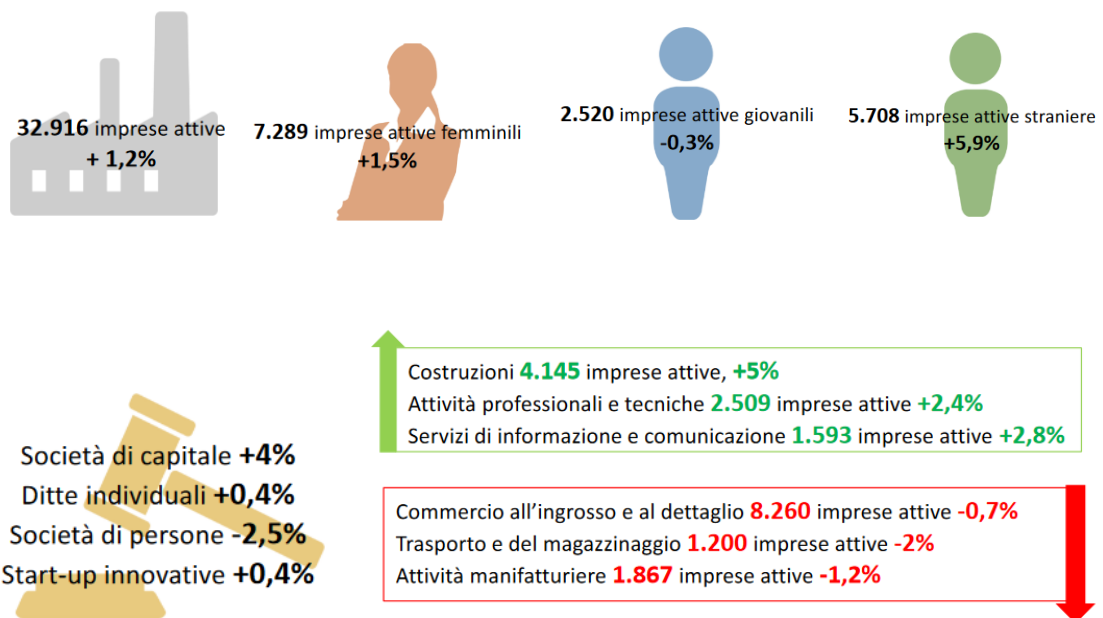 32.916 imprese attive
+ 1,2%
7.289 imprese attive femminili
+1,5%
2.520 imprese attive giovanili
-0,3%
5.708 imprese attive straniere
+5,9%
Costruzioni 4.145 imprese attive, +5%
Attività professionali e tecniche 2.509 imprese attive +2,4%
Servizi di informazione e comunicazione 1.593 imprese attive +2,8%
Società di capitale +4%
Ditte individuali +0,4%
Società di persone -2,5%
Start-up innovative +0,4%
Commercio all’ingrosso e al dettaglio 8.260 imprese attive -0,7%
Trasporto e del magazzinaggio 1.200 imprese attive -2%
Attività manifatturiere 1.867 imprese attive -1,2%